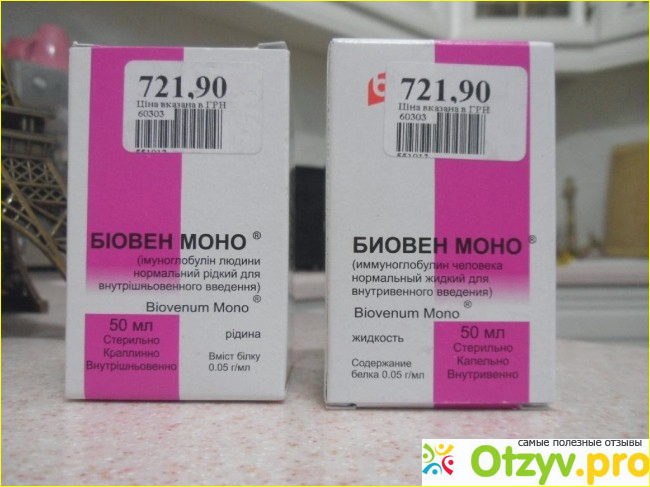 721,90
Ціна вказана в ГРН
60303
551013
БІОВЕН МОНО ®
(імуноглобулін людини
нормальний рідкий для
внутрішньовенного введення)
Biovenum Mono ®
50 мл
рідина
Стерильно
Краплинно
Внутрішньовенно
Вміст білку
0.05 г/мл
721,90
Ціна вказана в ГРН
60303
551013
БИОВЕН МОНО ®
(иммуноглобулин человека
нормальный жидкий для
внутривенного введения)
Biovenum Mono ®
жидкость
50 мл
Стерильно
Капельно
Внутривенно
Содержание
белка 0.05 г/мл
самые полезные отзывы
Otzyv.pro